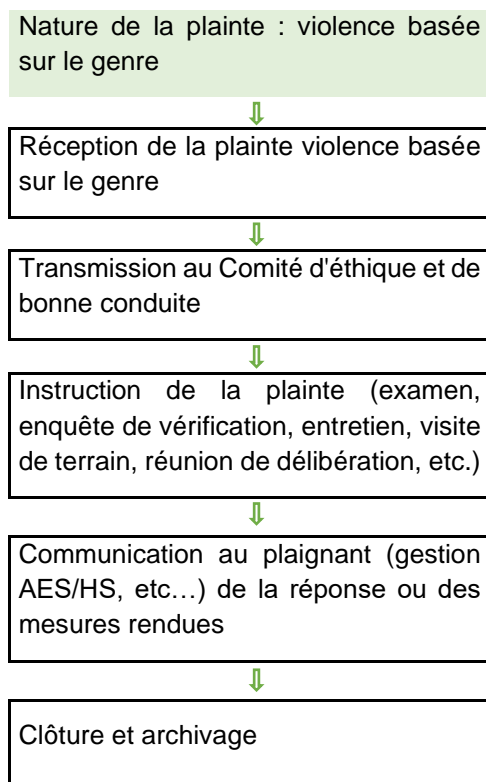 Nature de la plainte : violence basée
sur le genre
Réception de la plainte violence basée
sur le genre
Transmission au Comité d'éthique et de
bonne conduite
Instruction de la plainte (examen,
enquête de vérification, entretien, visite
de terrain, réunion de délibération, etc.)
Communication au plaignant (gestion
AES/HS, etc…) de la réponse ou des
mesures rendues
Clôture et archivage